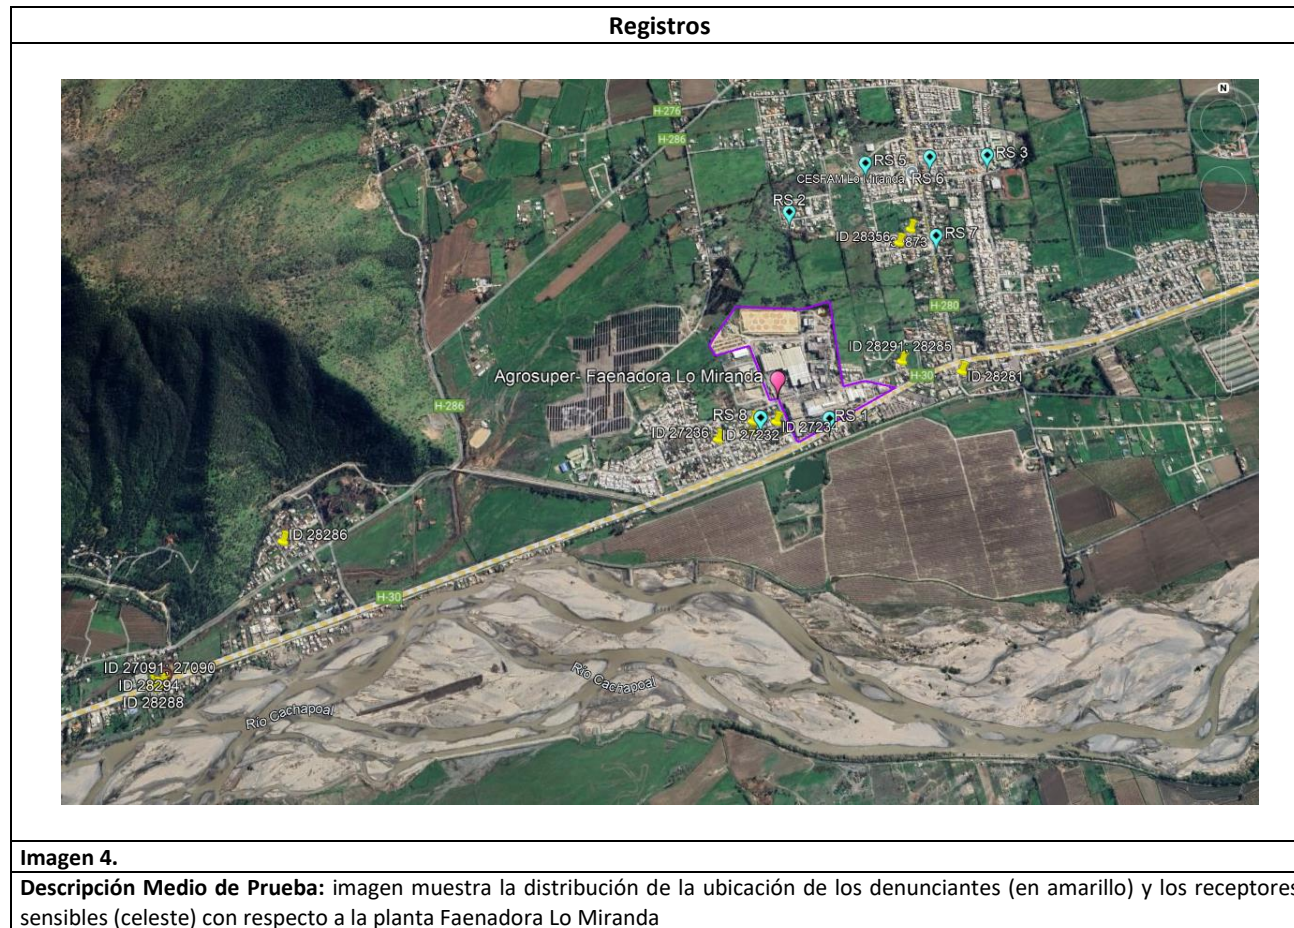 Registros
N
H-276
H-286
RS 5
RS 3
CESFAM Lo Miranda
RS 6
RS 2
ID 28356
RS 7
H-280
ID 28291, 28285
Agrosuper- Faenadora Lo Miranda
H-30
ID 28281
H-286
RS 8
RS 1
ID 27236
ID 27232
ID 28286
H-30
ID 27091, 27090
ID 28294
ID 28288
Río Cachapoal
Río Cachapoal
Imagen 4.
Descripción Medio de Prueba: imagen muestra la distribución de la ubicación de los denunciantes (en amarillo) y los receptores
sensibles (celeste) con respecto a la planta Faenadora Lo Miranda